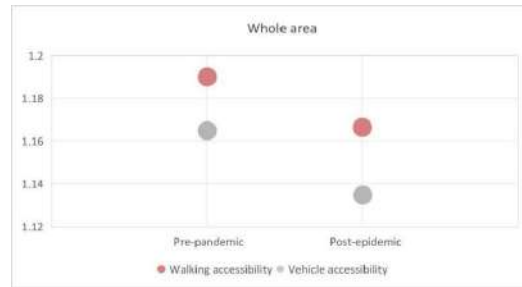 Whole area
1.2
1.18
1.16
1.14
1.12
Pre-pandemic Post-epidemic
Walking accessibility Vehicle accessibility